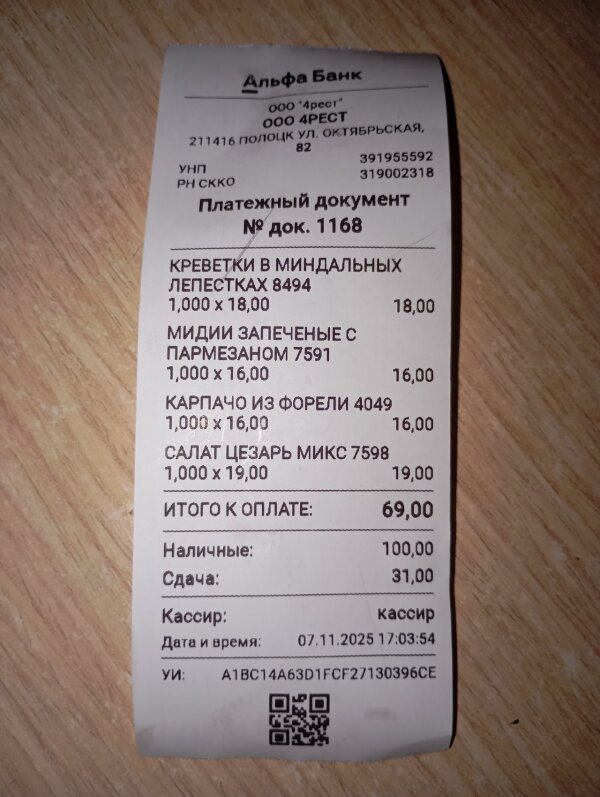 Альфа Банк
ООО "4рест"
ООО 4РЕСТ
211416 ПОЛОЦК УЛ. ОКТЯБРЬСКАЯ,
82
УНП 391955592
РН СККО 319002318
Платежный документ
№ док. 1168
КРЕВЕТКИ В МИНДАЛЬНЫХ
ЛЕПЕСТКАХ 8494
1,000 x 18,00 18,00
МИДИИ ЗАПЕЧЕНЫЕ С
ПАРМЕЗАНОМ 7591
1,000 x 16,00 16,00
КАРПАЧО ИЗ ФОРЕЛИ 4049
1,000 x 16,00 16,00
САЛАТ ЦЕЗАРЬ МИКС 7598
1,000 x 19,00 19,00
ИТОГО К ОПЛАТЕ: 69,00
Наличные: 100,00
Сдача: 31,00
Кассир: кассир
Дата и время: 07.11.2025 17:03:54
УИ: A1BC14A63D1FCF27130396CE